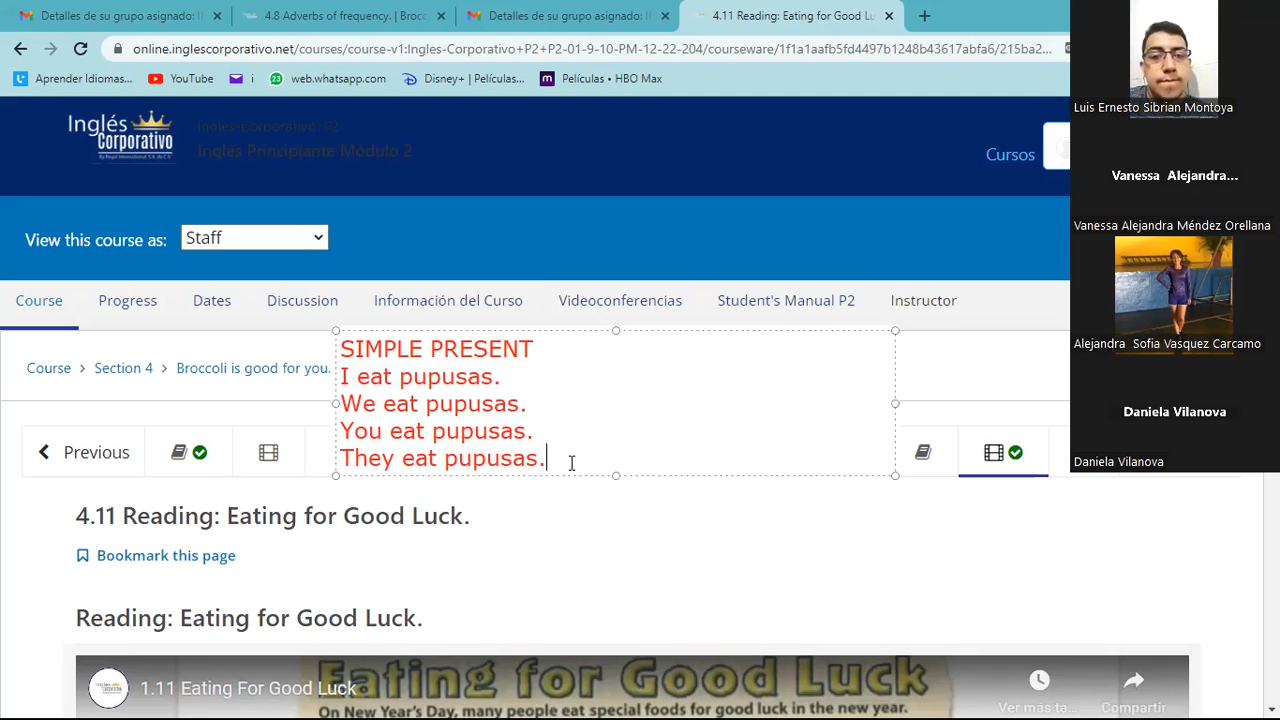 Detalles de su grupo asignado: I
4.8 Adverbs of frequency. | Brocc
Detalles de su grupo asignado: I
4.11 Reading: Eating for Good Lu
online.inglescorporativo.net/courses/course-v1:Ingles-Corporativo+P2+P2-01-9-10-PM-12-22-204/courseware/1f1a1aafb5fd4497b1248b43617abfa6/215ba2...
Aprender Idiomas...
YouTube
i
web.whatsapp.com
Disney+ | Películas...
Películas • HBO Max
Inglés
Corporativo
Ingles-Corporativo: P2
Inglés Principiante Módulo 2
Cursos
View this course as:
Staff
Course
Progress
Dates
Discussion
Información del Curso
Videoconferencias
Student's Manual P2
Instructor
Course
Section 4
Broccoli is good for you.
SIMPLE PRESENT
I eat pupusas.
We eat pupusas.
You eat pupusas.
They eat pupusas.
Previous
4.11 Reading: Eating for Good Luck.
Bookmark this page
Reading: Eating for Good Luck.
Eating for Good Luck
1.11 Eating For Good Luck
On New Year's Day, many people eat special foods for good luck in the new year.
Ver más ta...
Compartir
Luis Ernesto Sibrian Montoya
Vanessa Alejandra...
Vanessa Alejandra Méndez Orellana
Alejandra Sofia Vasquez Carcamo
Daniela Vilanova
Daniela Vilanova